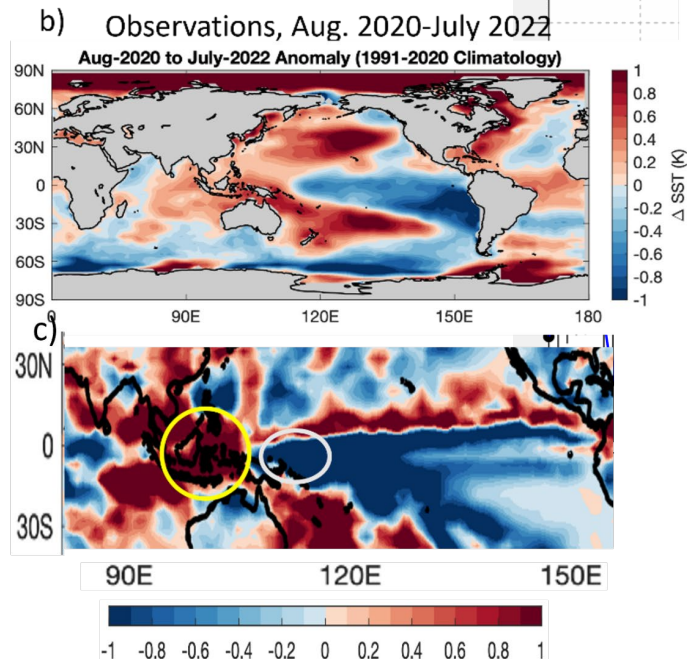 b) Observations, Aug. 2020-July 2022
Aug-2020 to July-2022 Anomaly (1991-2020 Climatology)
90N
60N
30N
0
30S
60S
90S
0 90E 120E 150E 180
1
0.8
0.6
0.4
0.2
0
-0.2
-0.4
-0.6
-0.8
-1
Δ SST (K)
c)
30N
0
30S
90E 120E 150E
-1 -0.8 -0.6 -0.4 -0.2 0 0.2 0.4 0.6 0.8 1